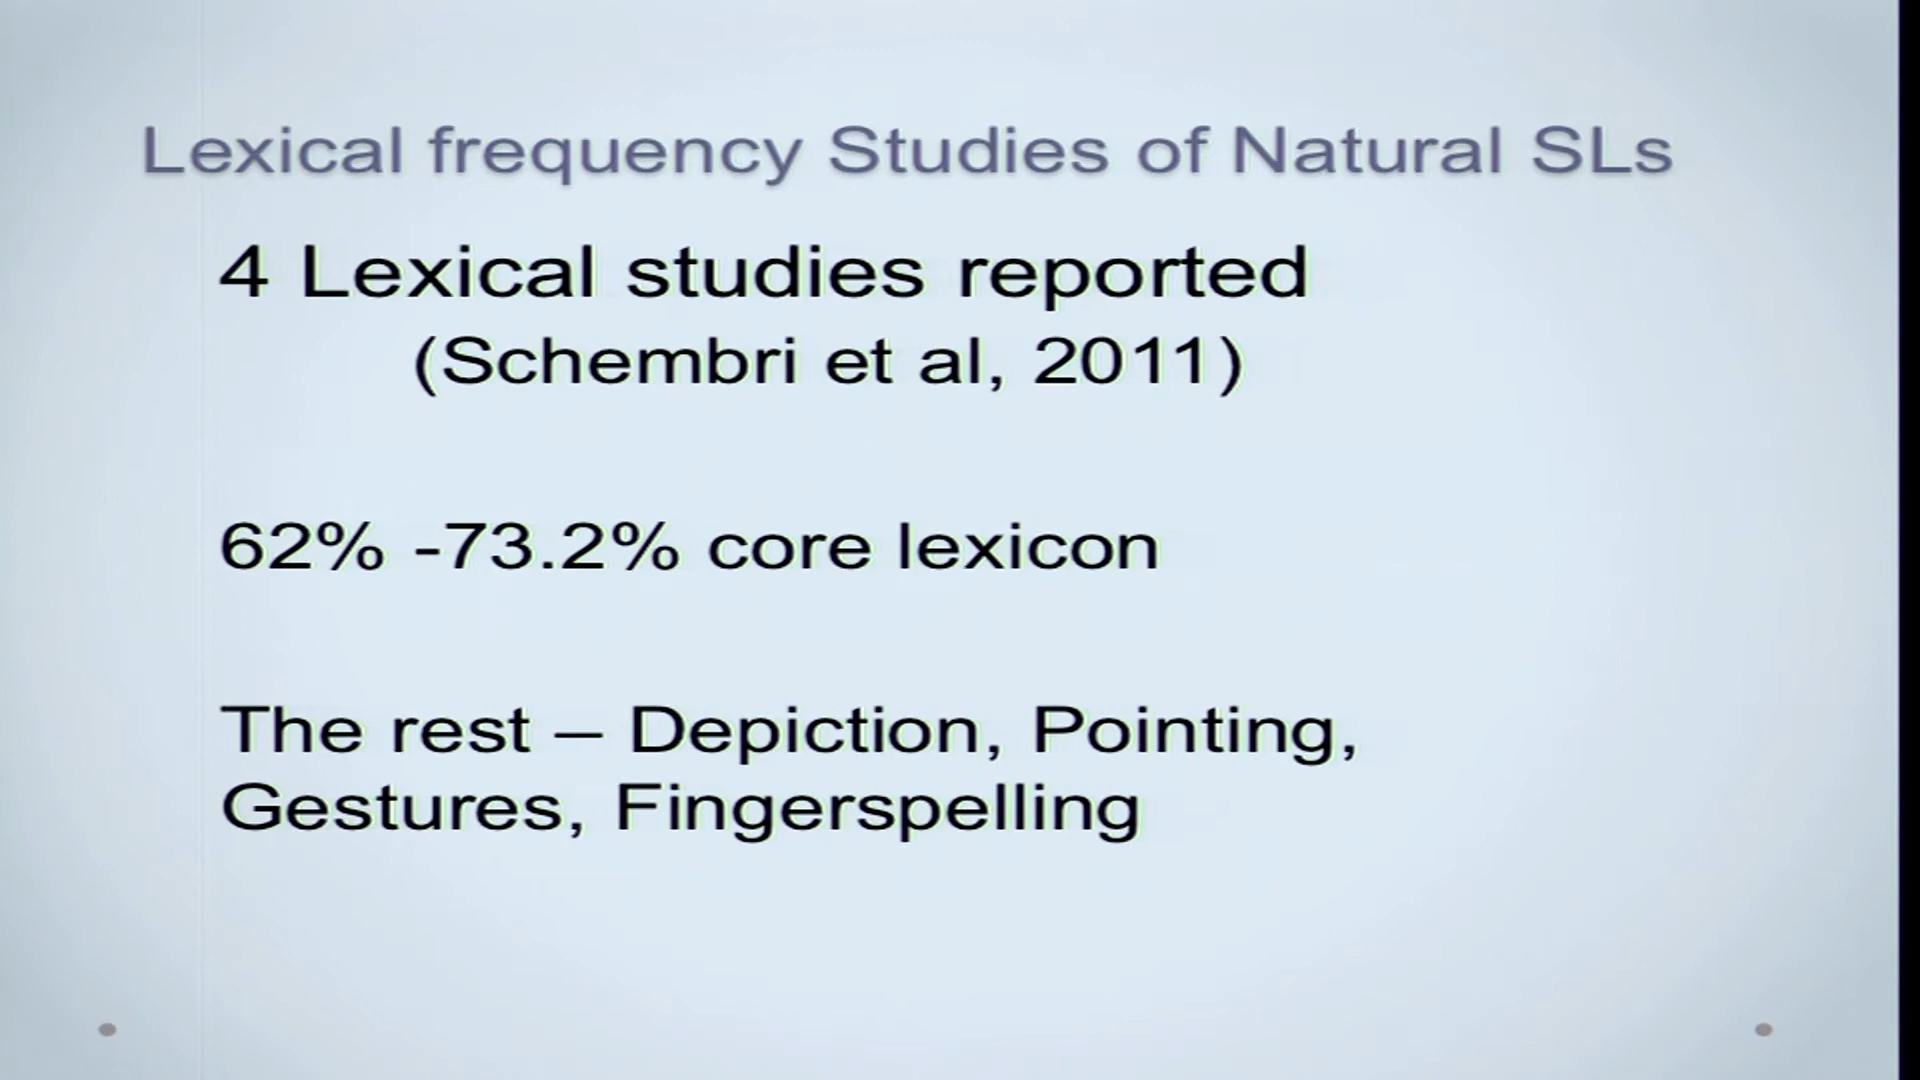 Lexical frequency Studies of Natural SLs
4 Lexical studies reported
(Schembri et al, 2011)
62% -73.2% core lexicon
The rest – Depiction, Pointing,
Gestures, Fingerspelling